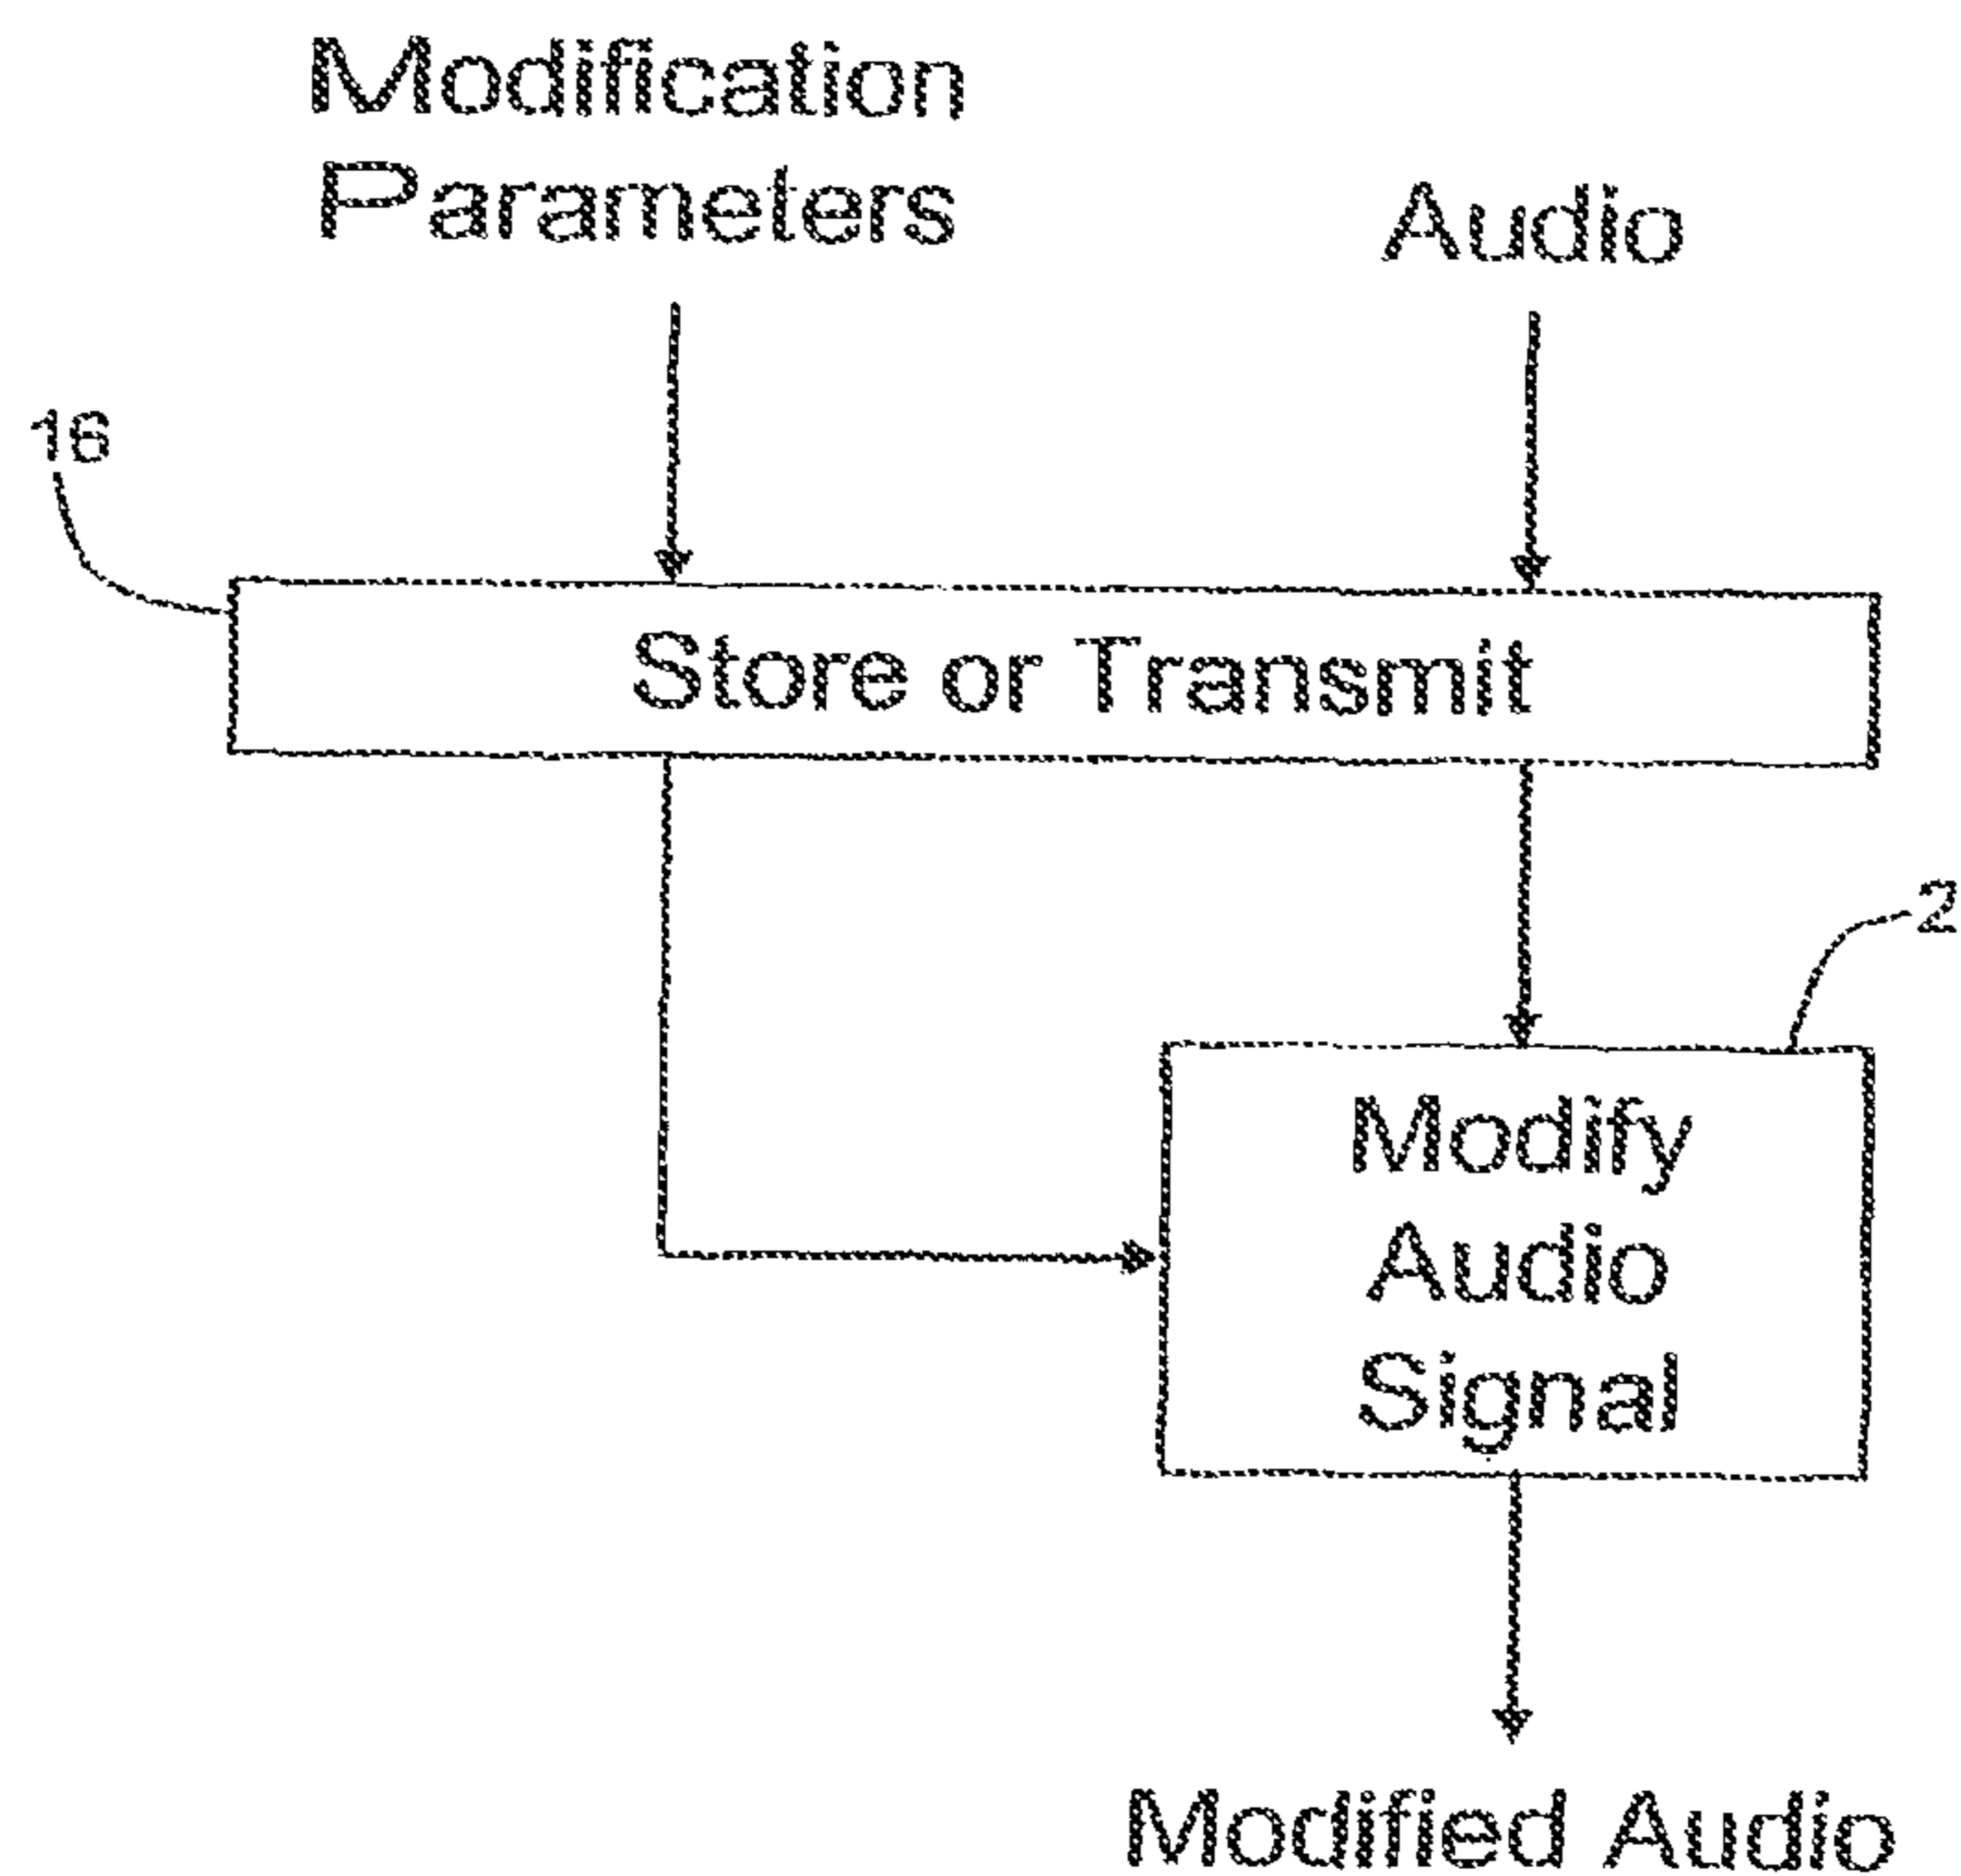 Modification
Parameters
Audio
16
Store or Transmit
2
Modify
Audio
Signal
Modified Audio